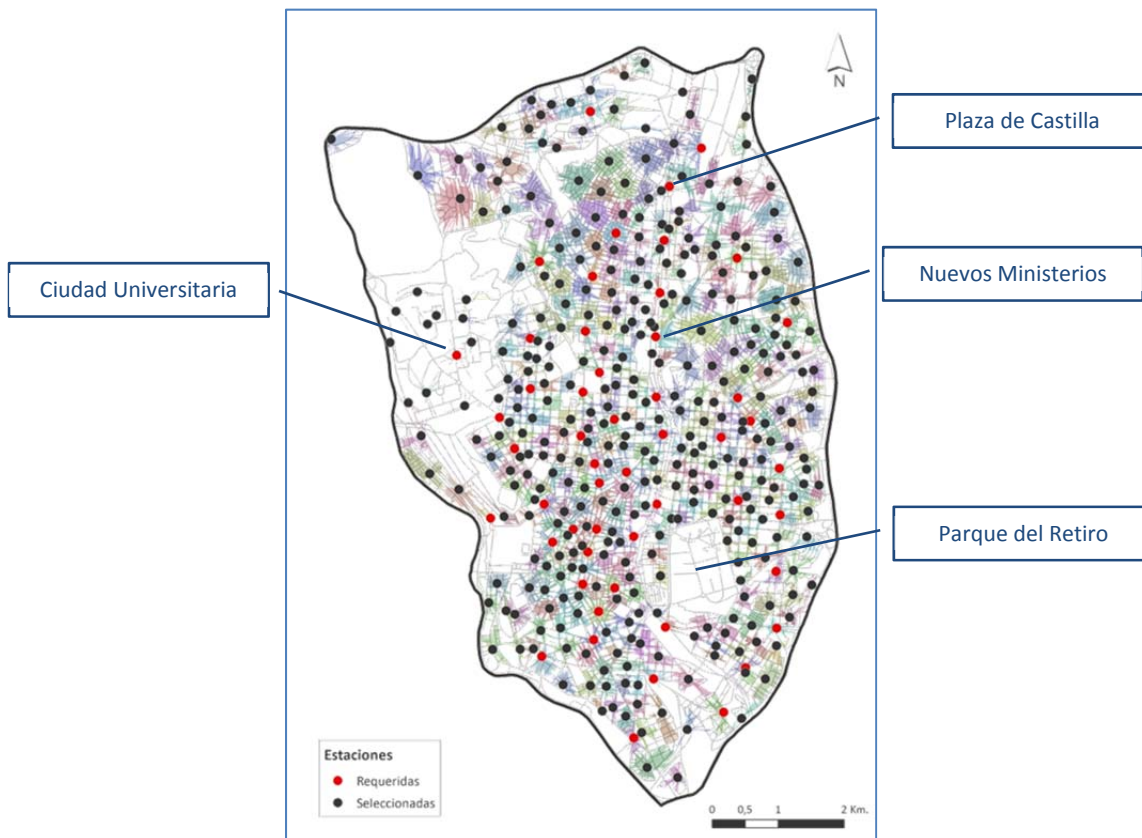 N
Plaza de Castilla
Nuevos Ministerios
Ciudad Universitaria
Parque del Retiro
Estaciones
Requeridas
Seleccionadas
0 0,5 1 2 Km.